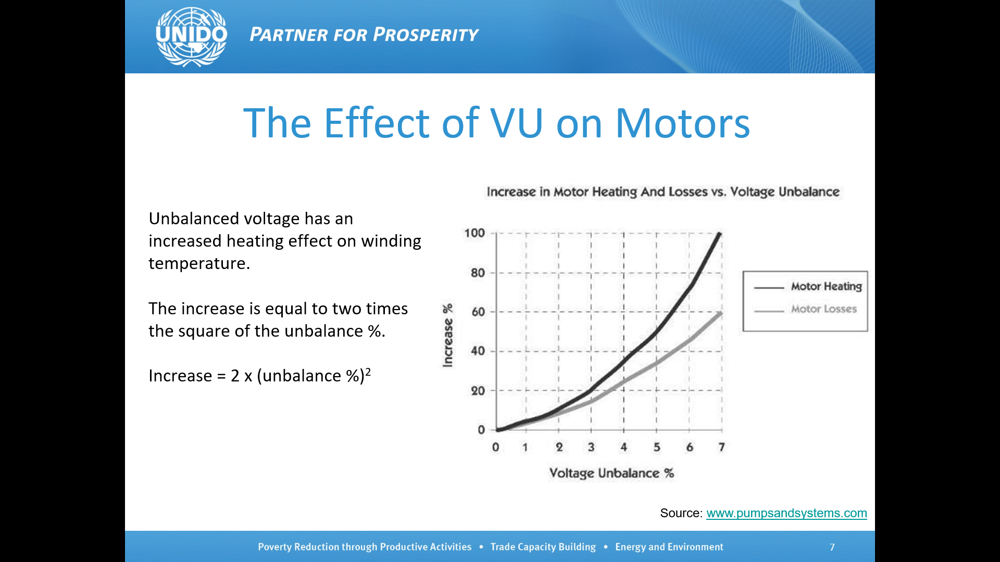 UNIDO
PARTNER FOR PROSPERITY
The Effect of VU on Motors
Unbalanced voltage has an
increased heating effect on winding
temperature.
The increase is equal to two times
the square of the unbalance %.
Increase = 2 x (unbalance %)²
Increase in Motor Heating And Losses vs. Voltage Unbalance
Increase %
100
80
60
40
20
0
0 1 2 3 4 5 6 7
Voltage Unbalance %
Motor Heating
Motor Losses
Source: www.pumpsandsystems.com
Poverty Reduction through Productive Activities • Trade Capacity Building • Energy and Environment
7